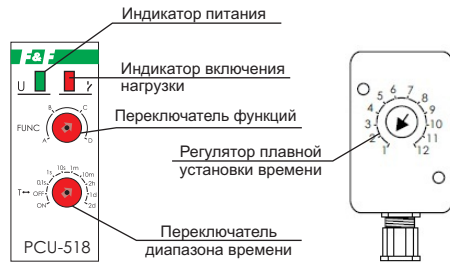 Индикатор питания
F&F
U
Индикатор включения
нагрузки
B C
FUNC
A D
Переключатель функций
10s 1m
1s 10m
0.1s 2h
T OFF 1d
ON 2d
Переключатель
диапазона времени
PCU-518
Регулятор плавной
установки времени
6 7
5 8
4 9
3 10
2 11
1 12